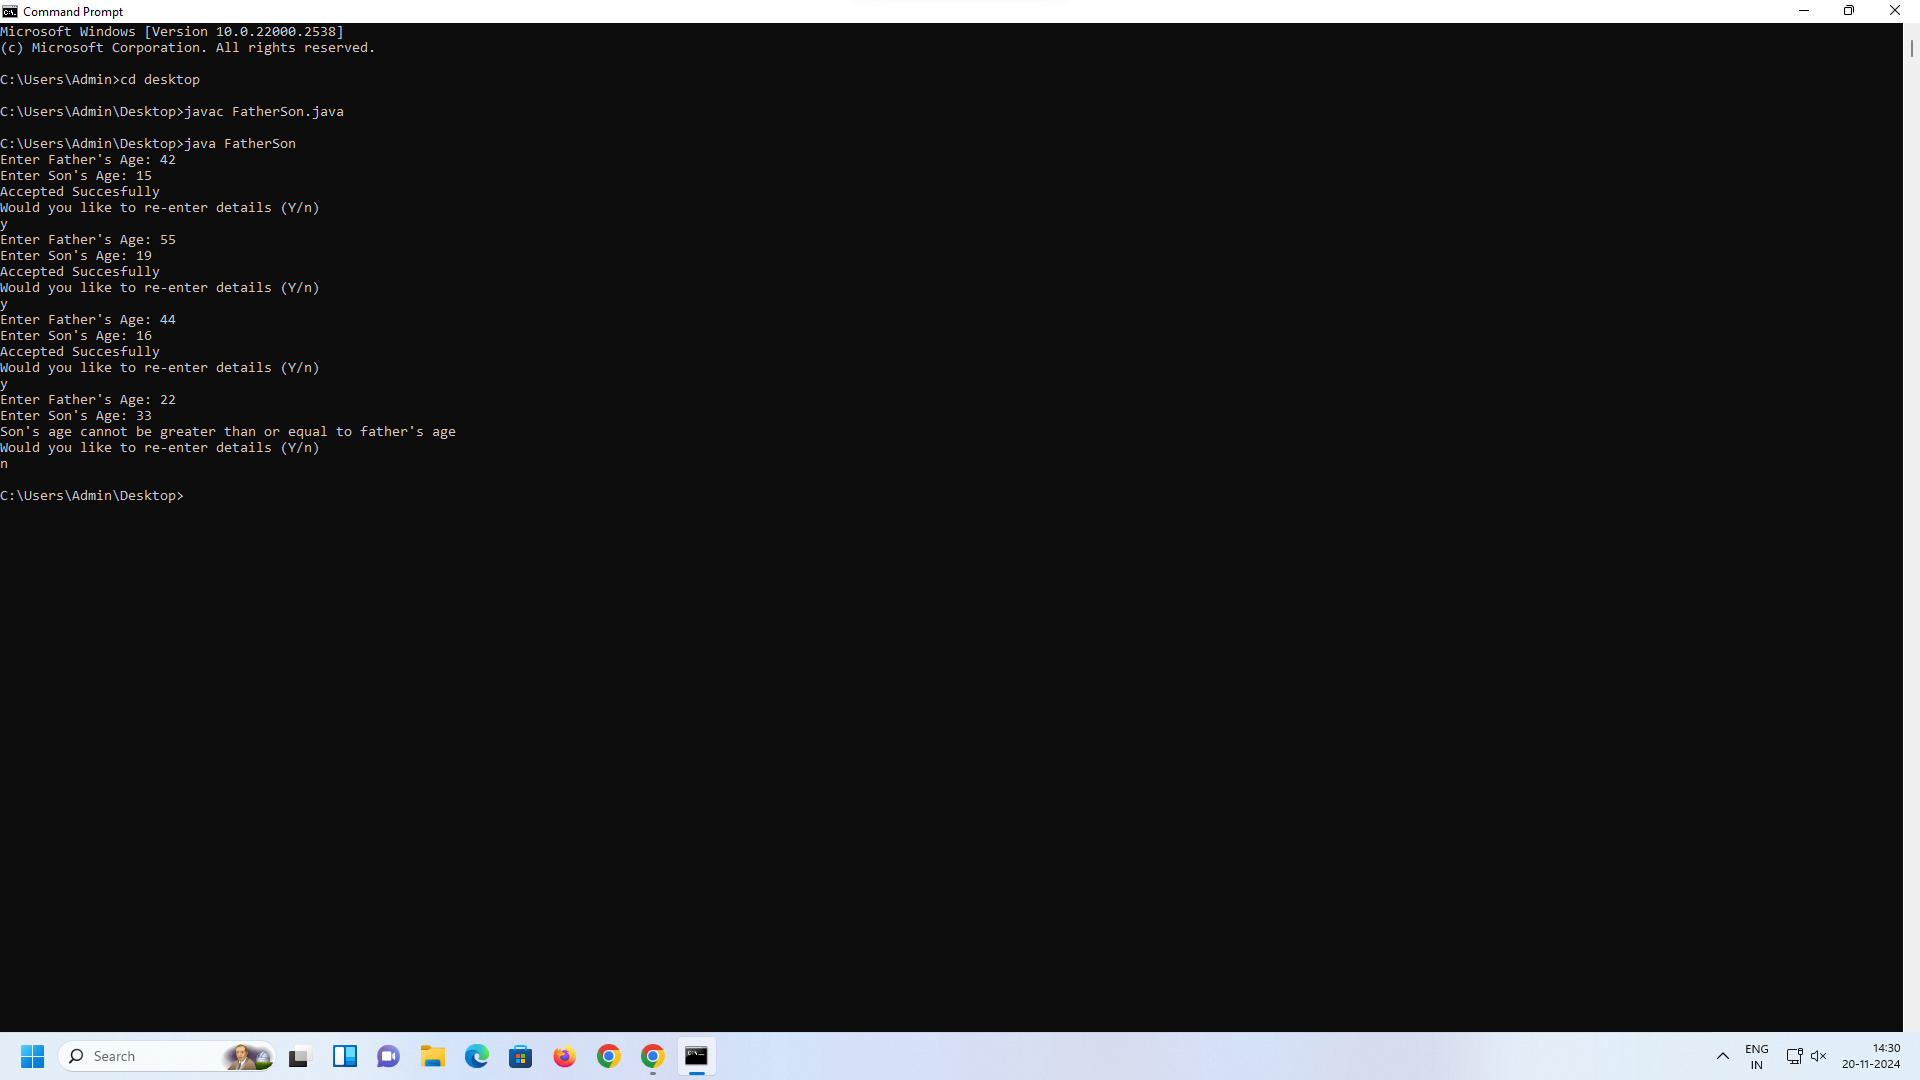 Command Prompt
Microsoft Windows [Version 10.0.22000.2538]
(c) Microsoft Corporation. All rights reserved.
C:\Users\Admin>cd desktop
C:\Users\Admin\Desktop>javac FatherSon.java
C:\Users\Admin\Desktop>java FatherSon
Enter Father's Age: 42
Enter Son's Age: 15
Accepted Succesfully
Would you like to re-enter details (Y/n)
y
Enter Father's Age: 55
Enter Son's Age: 19
Accepted Succesfully
Would you like to re-enter details (Y/n)
y
Enter Father's Age: 44
Enter Son's Age: 16
Accepted Succesfully
Would you like to re-enter details (Y/n)
y
Enter Father's Age: 22
Enter Son's Age: 33
Son's age cannot be greater than or equal to father's age
Would you like to re-enter details (Y/n)
n
C:\Users\Admin\Desktop>
Search
ENG
IN
14:30
20-11-2024